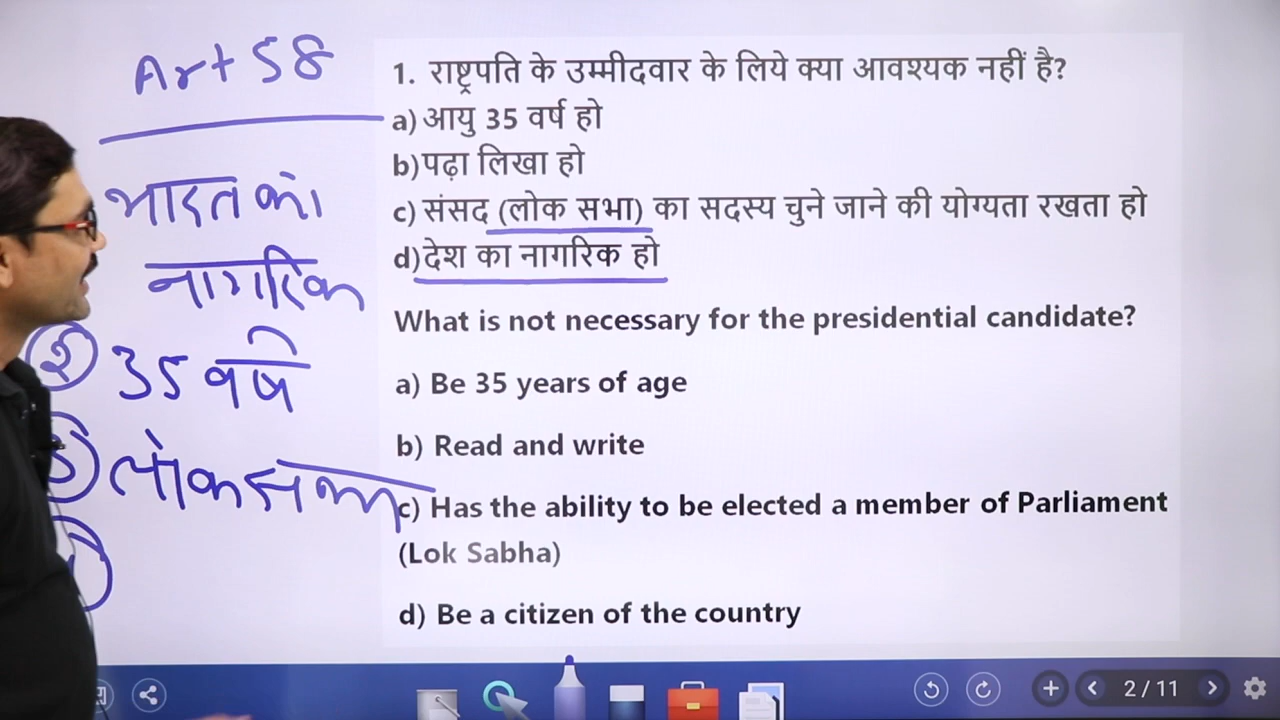 Art 58
भारत का
नागरिक
2 35 वर्ष
3 लोकसभा
1. राष्ट्रपति के उम्मीदवार के लिये क्या आवश्यक नहीं है?
a) आयु 35 वर्ष हो
b)पढ़ा लिखा हो
c) संसद (लोक सभा) का सदस्य चुने जाने की योग्यता रखता हो
d)देश का नागरिक हो
What is not necessary for the presidential candidate?
a) Be 35 years of age
b) Read and write
c) Has the ability to be elected a member of Parliament
(Lok Sabha)
d) Be a citizen of the country
2 / 11